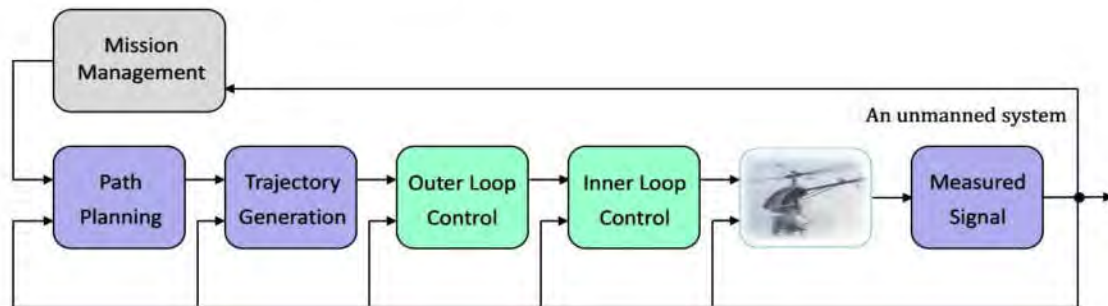 Mission
Management
An unmanned system
Path
Planning
Trajectory
Generation
Outer Loop
Control
Inner Loop
Control
Measured
Signal